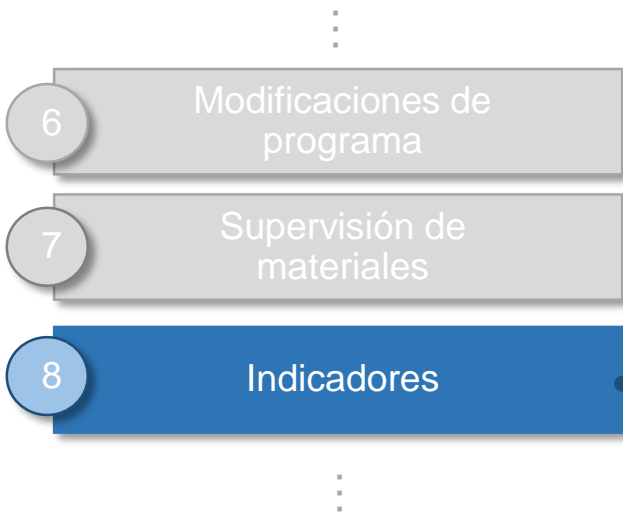 6
Modificaciones de
programa
7
Supervisión de
materiales
8
Indicadores